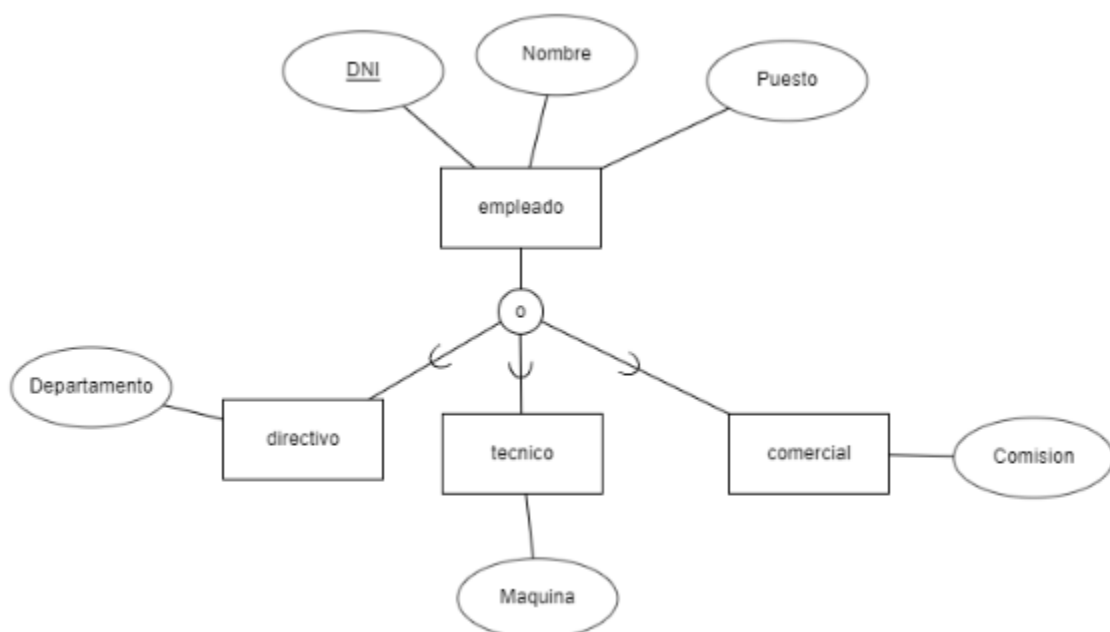 DNI
Nombre
Puesto
empleado
o
Departamento
directivo
tecnico
comercial
Comision
Maquina